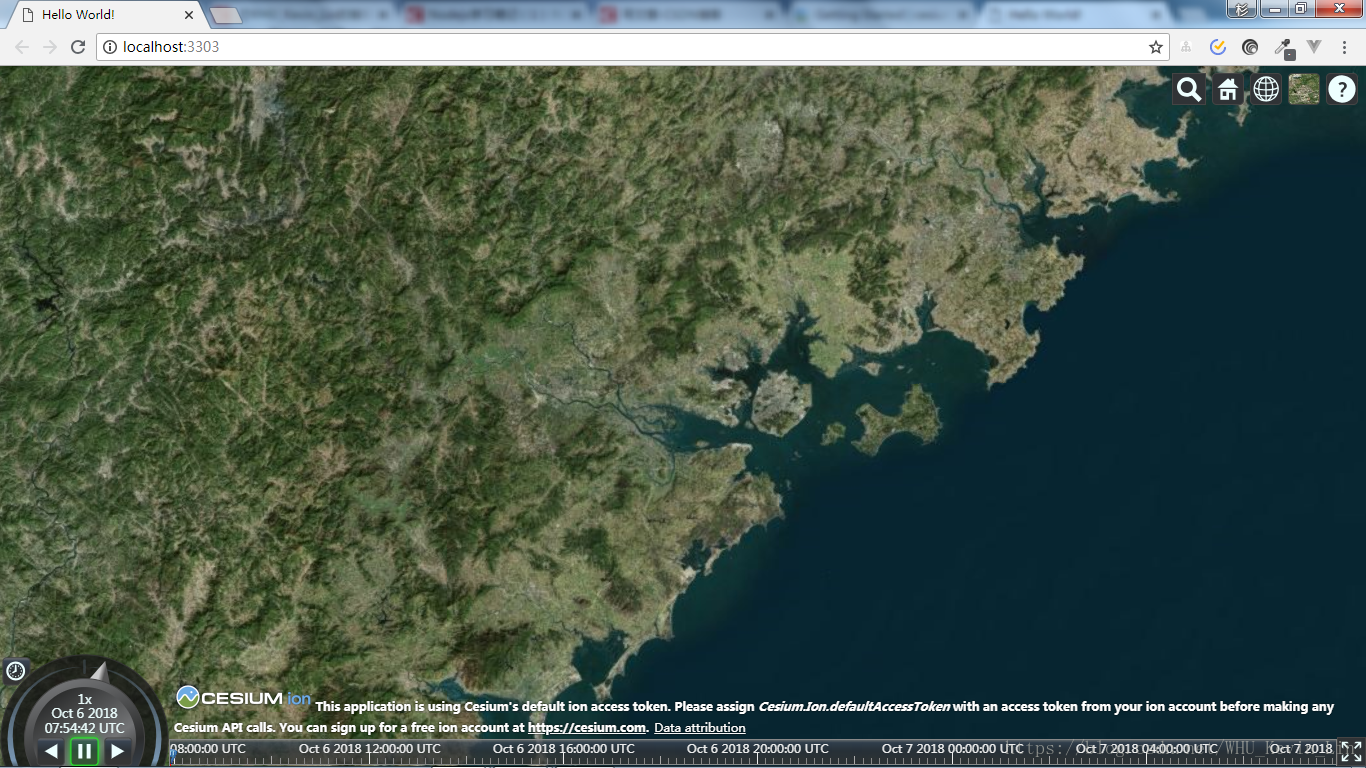 Hello World!
localhost:3303
?
1x
Oct 6 2018
07:54:42 UTC
CESIUM ion This application is using Cesium's default ion access token. Please assign Cesium.Ion.defaultAccessToken with an access token from your ion account before making any
Cesium API calls. You can sign up for a free ion account at https://cesium.com. Data attribution
08:00:00 UTC Oct 6 2018 12:00:00 UTC Oct 6 2018 16:00:00 UTC Oct 6 2018 20:00:00 UTC Oct 7 2018 00:00:00 UTC Oct 7 2018 04:00:00 UTC Oct 7 2018